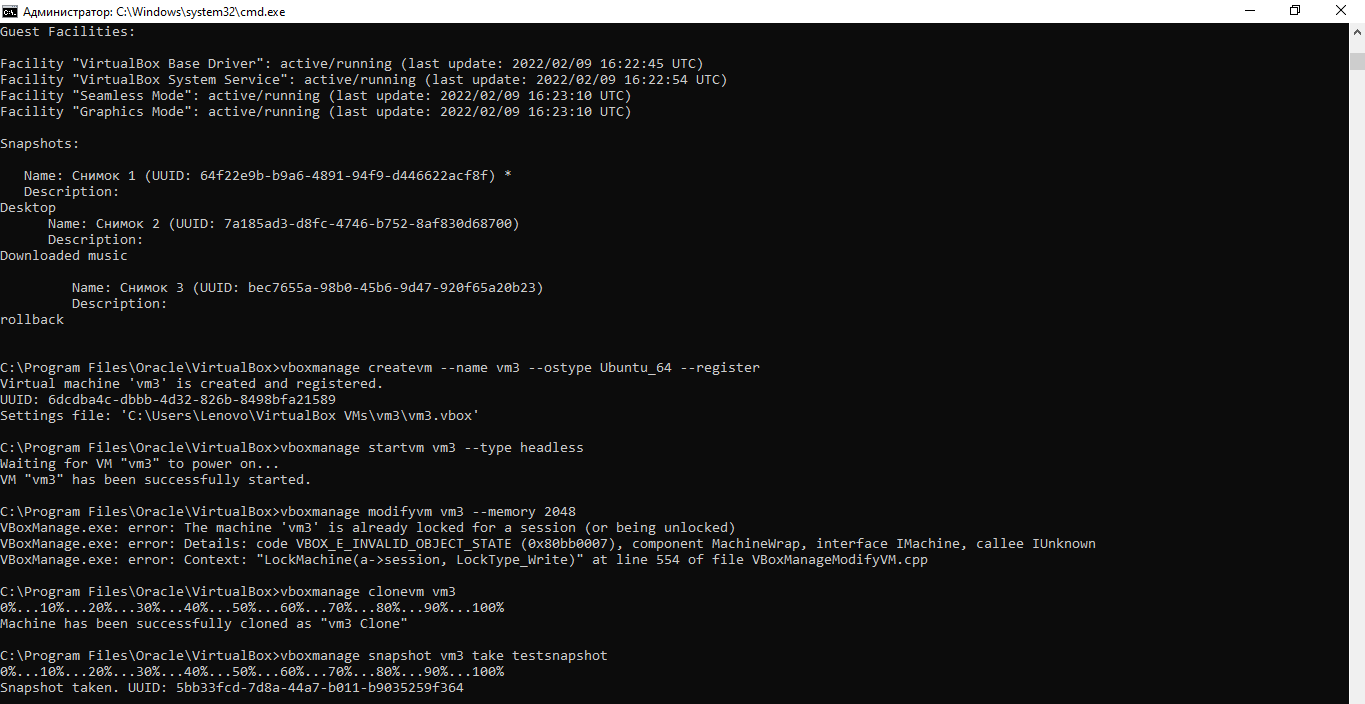 Администратор: C:\Windows\system32\cmd.exe
Guest Facilities:
Facility "VirtualBox Base Driver": active/running (last update: 2022/02/09 16:22:45 UTC)
Facility "VirtualBox System Service": active/running (last update: 2022/02/09 16:22:54 UTC)
Facility "Seamless Mode": active/running (last update: 2022/02/09 16:23:10 UTC)
Facility "Graphics Mode": active/running (last update: 2022/02/09 16:23:10 UTC)
Snapshots:
Name: Снимок 1 (UUID: 64f22e9b-b9a6-4891-94f9-d446622acf8f) *
Description:
Desktop
Name: Снимок 2 (UUID: 7a185ad3-d8fc-4746-b752-8af830d68700)
Description:
Downloaded music
Name: Снимок 3 (UUID: bec7655a-98b0-45b6-9d47-920f65a20b23)
Description:
rollback
C:\Program Files\Oracle\VirtualBox>vboxmanage createvm --name vm3 --ostype Ubuntu_64 --register
Virtual machine 'vm3' is created and registered.
UUID: 6dcdba4c-dbbb-4d32-826b-8498bfa21589
Settings file: 'C:\Users\Lenovo\VirtualBox VMs\vm3\vm3.vbox'
C:\Program Files\Oracle\VirtualBox>vboxmanage startvm vm3 --type headless
Waiting for VM "vm3" to power on...
VM "vm3" has been successfully started.
C:\Program Files\Oracle\VirtualBox>vboxmanage modifyvm vm3 --memory 2048
VBoxManage.exe: error: The machine 'vm3' is already locked for a session (or being unlocked)
VBoxManage.exe: error: Details: code VBOX_E_INVALID_OBJECT_STATE (0x80bb0007), component MachineWrap, interface IMachine, callee IUnknown
VBoxManage.exe: error: Context: "LockMachine(a->session, LockType_Write)" at line 554 of file VBoxManageModifyVM.cpp
C:\Program Files\Oracle\VirtualBox>vboxmanage clonevm vm3
0%...10%...20%...30%...40%...50%...60%...70%...80%...90%...100%
Machine has been successfully cloned as "vm3 Clone"
C:\Program Files\Oracle\VirtualBox>vboxmanage snapshot vm3 take testsnapshot
0%...10%...20%...30%...40%...50%...60%...70%...80%...90%...100%
Snapshot taken. UUID: 5bb33fcd-7d8a-44a7-b011-b9035259f364